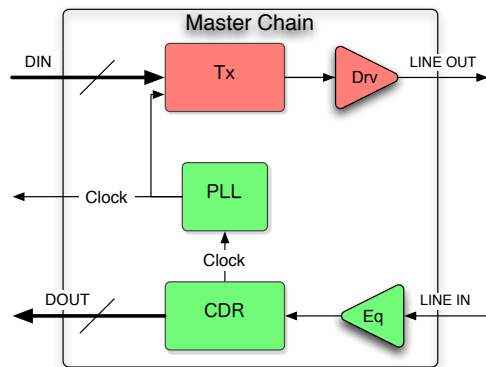 Master Chain
DIN
Tx
Drv
LINE OUT
Clock
PLL
Clock
DOUT
CDR
Eq
LINE IN